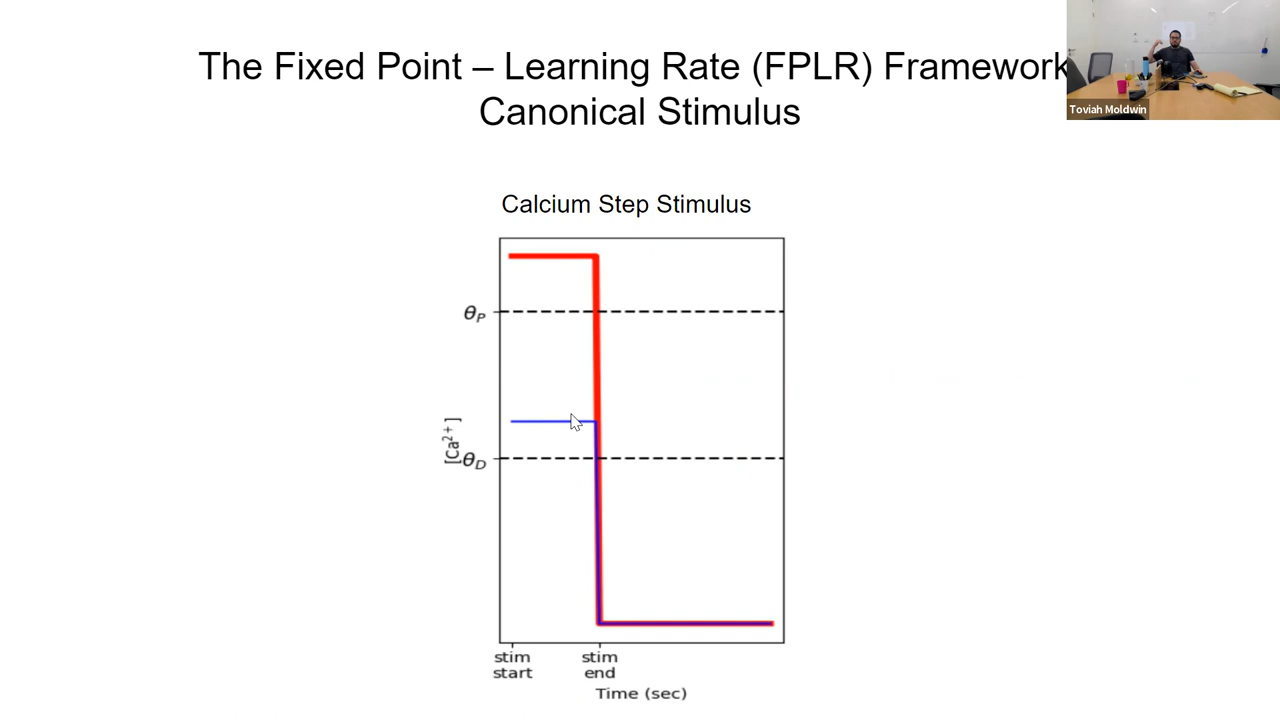 The Fixed Point – Learning Rate (FPLR) Framework
Canonical Stimulus
Toviah Moldwin
Calcium Step Stimulus
θP
[Ca2+]
θD
stim start
stim end
Time (sec)